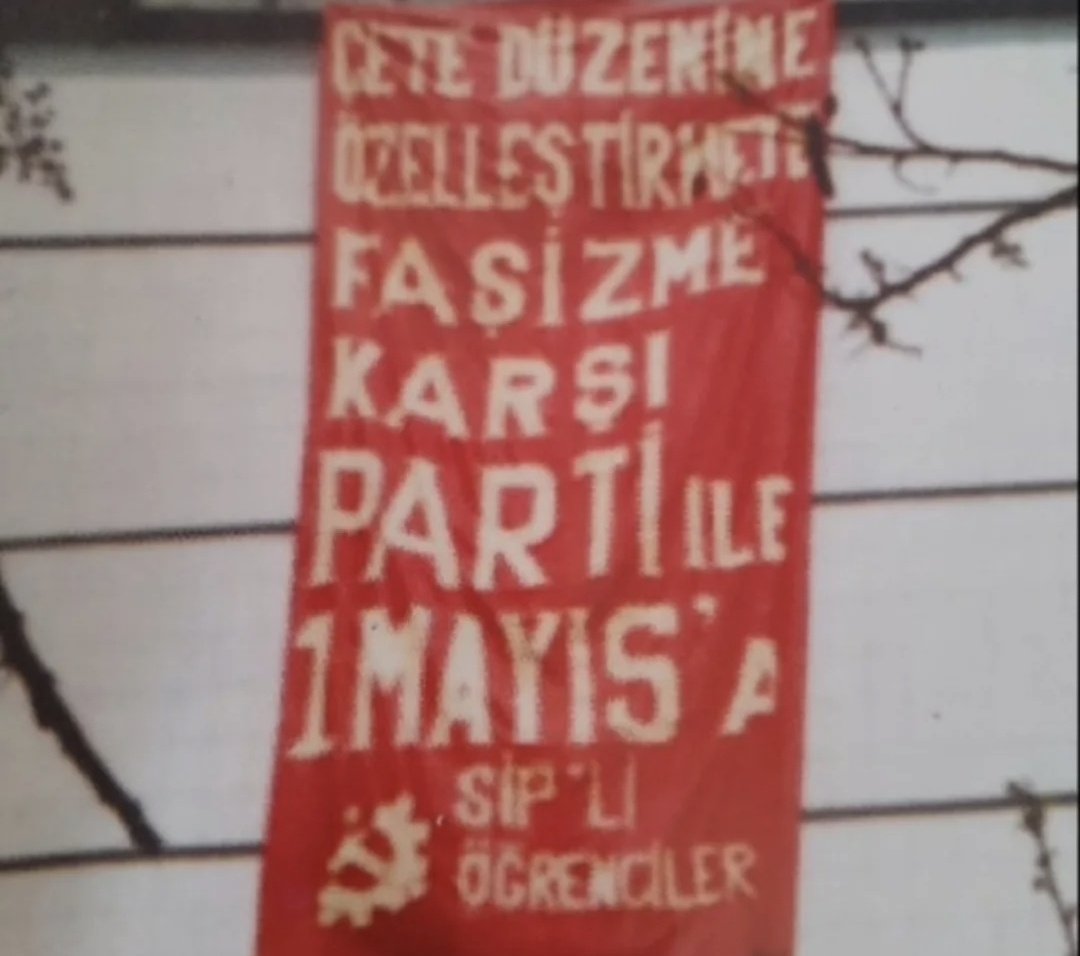 ÇETE DÜZENİNE
ÖZELLEŞTİRMEYE
FAŞİZME
KARŞI
PARTİ İLE
1 MAYIS'A
SİP'Lİ
ÖĞRENCİLER